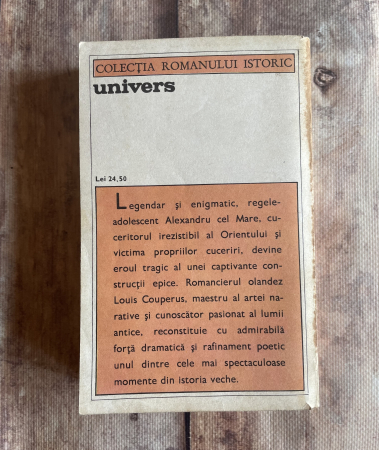 COLECȚIA ROMANULUI ISTORIC
univers
Lei 24,50
Legendar și enigmatic, regele-
adolescent Alexandru cel Mare, cu-
ceritorul irezistibil al Orientului și
victima propriilor cuceriri, devine
eroul tragic al unei captivante con-
strucții epice. Romancierul olandez
Louis Couperus, maestru al artei na-
rative și cunoscător pasionat al lumii
antice, reconstituie cu admirabilă
forță dramatică și rafinament poetic
unul dintre cele mai spectaculoase
momente din istoria veche.